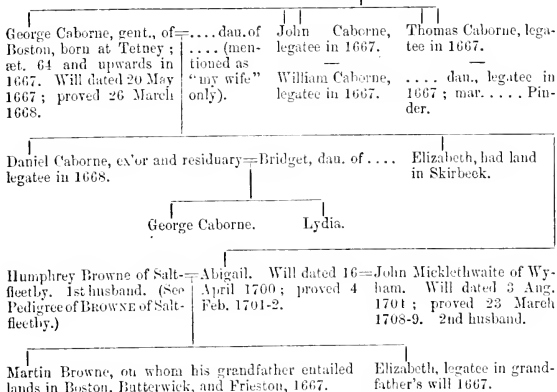 George Caborne, gent., of=.... dau. of
Boston, born at Tetney; .... (men-
æt. 64 and upwards in tioned as
1667. Will dated 20 May "my wife"
1667; proved 26 March only).
1668.
John Caborne,
legatee in 1667.
—
William Caborne,
legatee in 1667.
Thomas Caborne, lega-
tee in 1667.
—
.... dau., legatee in
1667; mar. .... Pin-
der.
Daniel Caborne, ex'or and residuary=Bridget, dau. of ....
legatee in 1668.
Elizabeth, had land
in Skirbeck.
George Caborne. Lydia.
Humphrey Browne of Salt-
fleetby. 1st husband. (See
Pedigree of BROWNE of Salt-
fleetby.)
=Abigail. Will dated 16=
April 1700; proved 4
Feb. 1701-2.
John Micklethwaite of Wy-
ham. Will dated 3 Aug.
1701; proved 23 March
1708-9. 2nd husband.
Martin Browne, on whom his grandfather entailed
lands in Boston, Butterwick, and Frieston, 1667.
Elizabeth, legatee in grand-
father's will 1667.